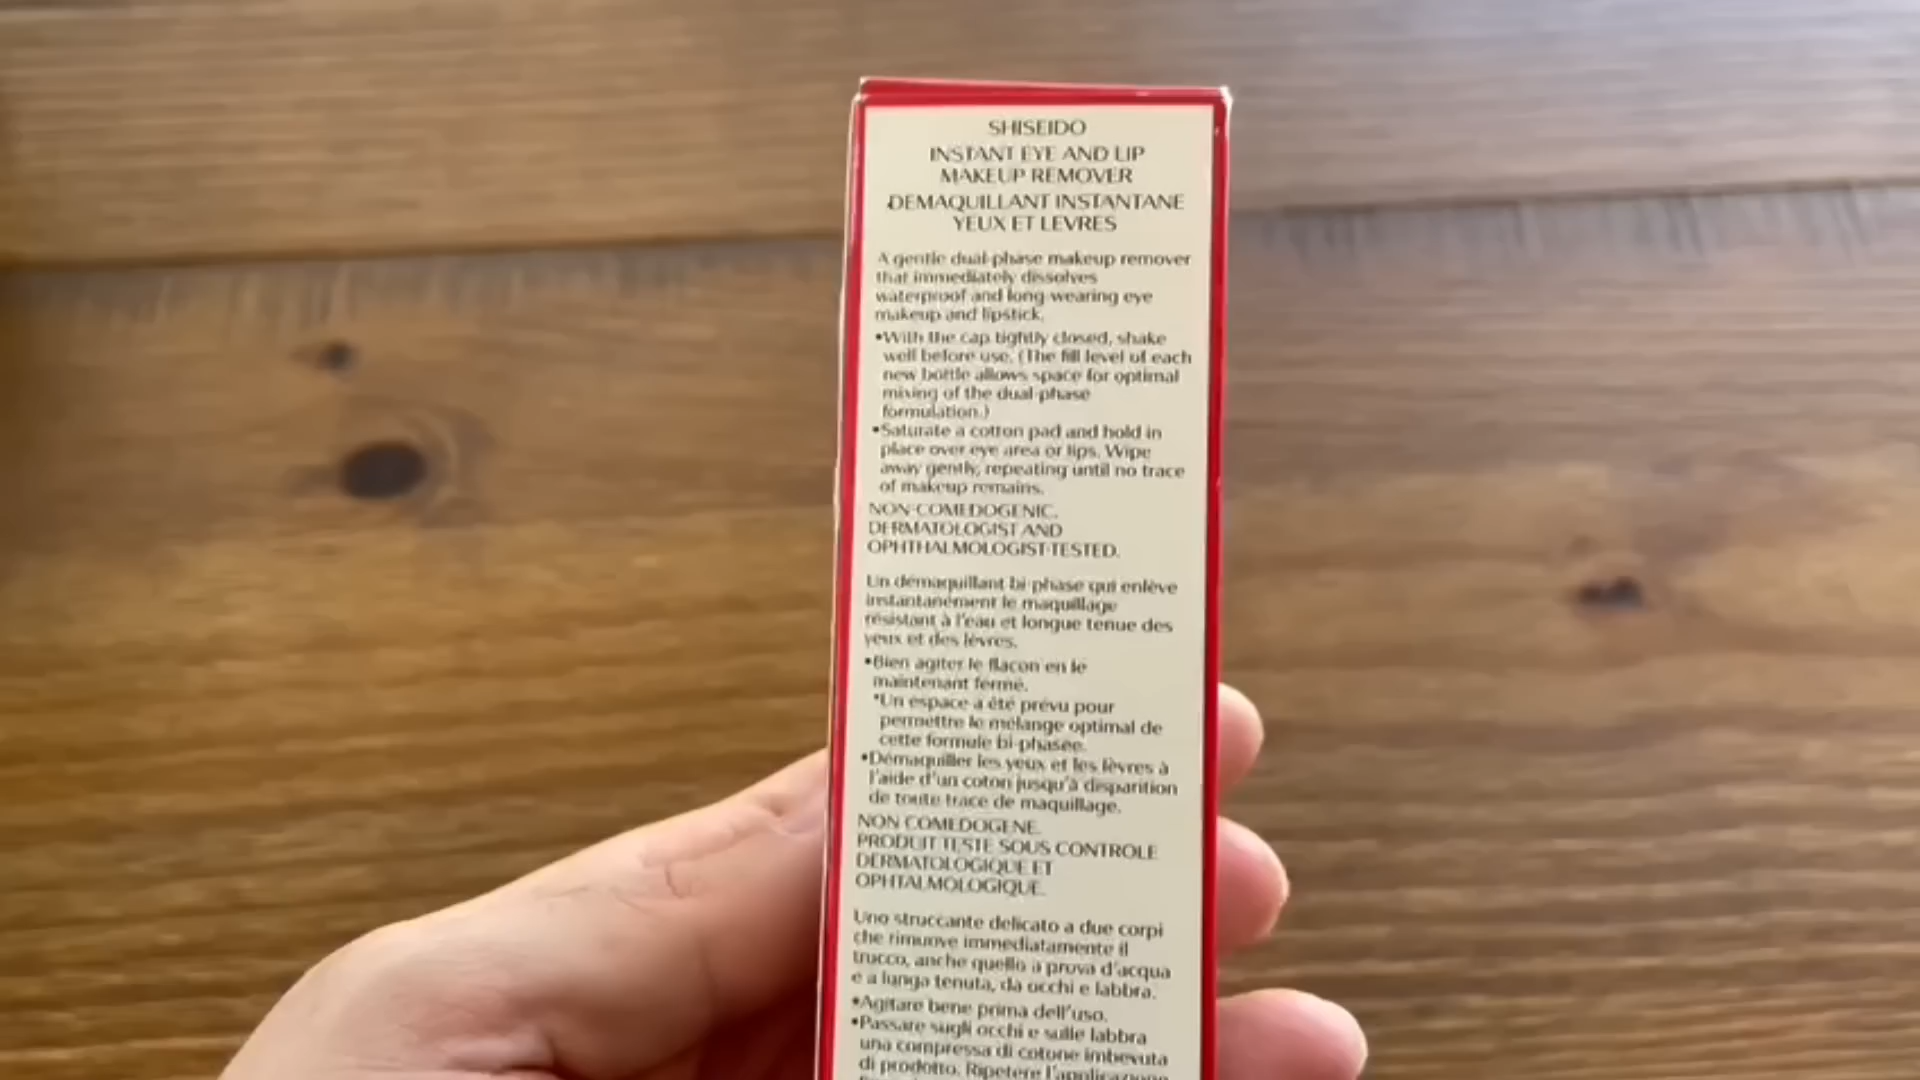 SHISEIDO
INSTANT EYE AND LIP
MAKEUP REMOVER
DEMAQUILLANT INSTANTANE
YEUX ET LEVRES
A gentle dual-phase makeup remover
that immediately dissolves
waterproof and long-wearing eye
makeup and lipstick.
•With the cap tightly closed, shake
well before use. (The fill level of each
new bottle allows space for optimal
mixing of the dual-phase
formulation.)
•Saturate a cotton pad and hold in
place over eye area or lips. Wipe
away gently, repeating until no trace
of makeup remains.
NON-COMEDOGENIC.
DERMATOLOGIST AND
OPHTHALMOLOGIST-TESTED.
Un démaquillant bi-phase qui enlève
instantanément le maquillage
résistant à l'eau et longue tenue des
yeux et des lèvres.
•Bien agiter le flacon en le
maintenant fermé.
*Un espace a été prévu pour
permettre le mélange optimal de
cette formule bi-phasée.
•Démaquiller les yeux et les lèvres à
l'aide d'un coton jusqu'à disparition
de toute trace de maquillage.
NON COMEDOGENE.
PRODUIT TESTE SOUS CONTROLE
DERMATOLOGIQUE ET
OPHTALMOLOGIQUE.
Uno struccante delicato a due corpi
che rimuove immediatamente il
trucco, anche quello a prova d'acqua
e a lunga tenuta, da occhi e labbra.
•Agitare bene prima dell'uso.
•Passare sugli occhi e sulle labbra
una compressa di cotone imbevuta
di prodotto. Ripetere l'applicazione